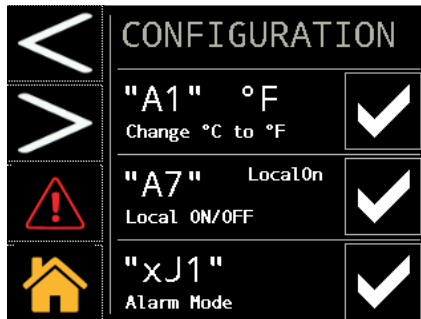 CONFIGURATION
"A1" °F
Change °C to °F
"A7" LocalOn
Local ON/OFF
"xJ1"
Alarm Mode